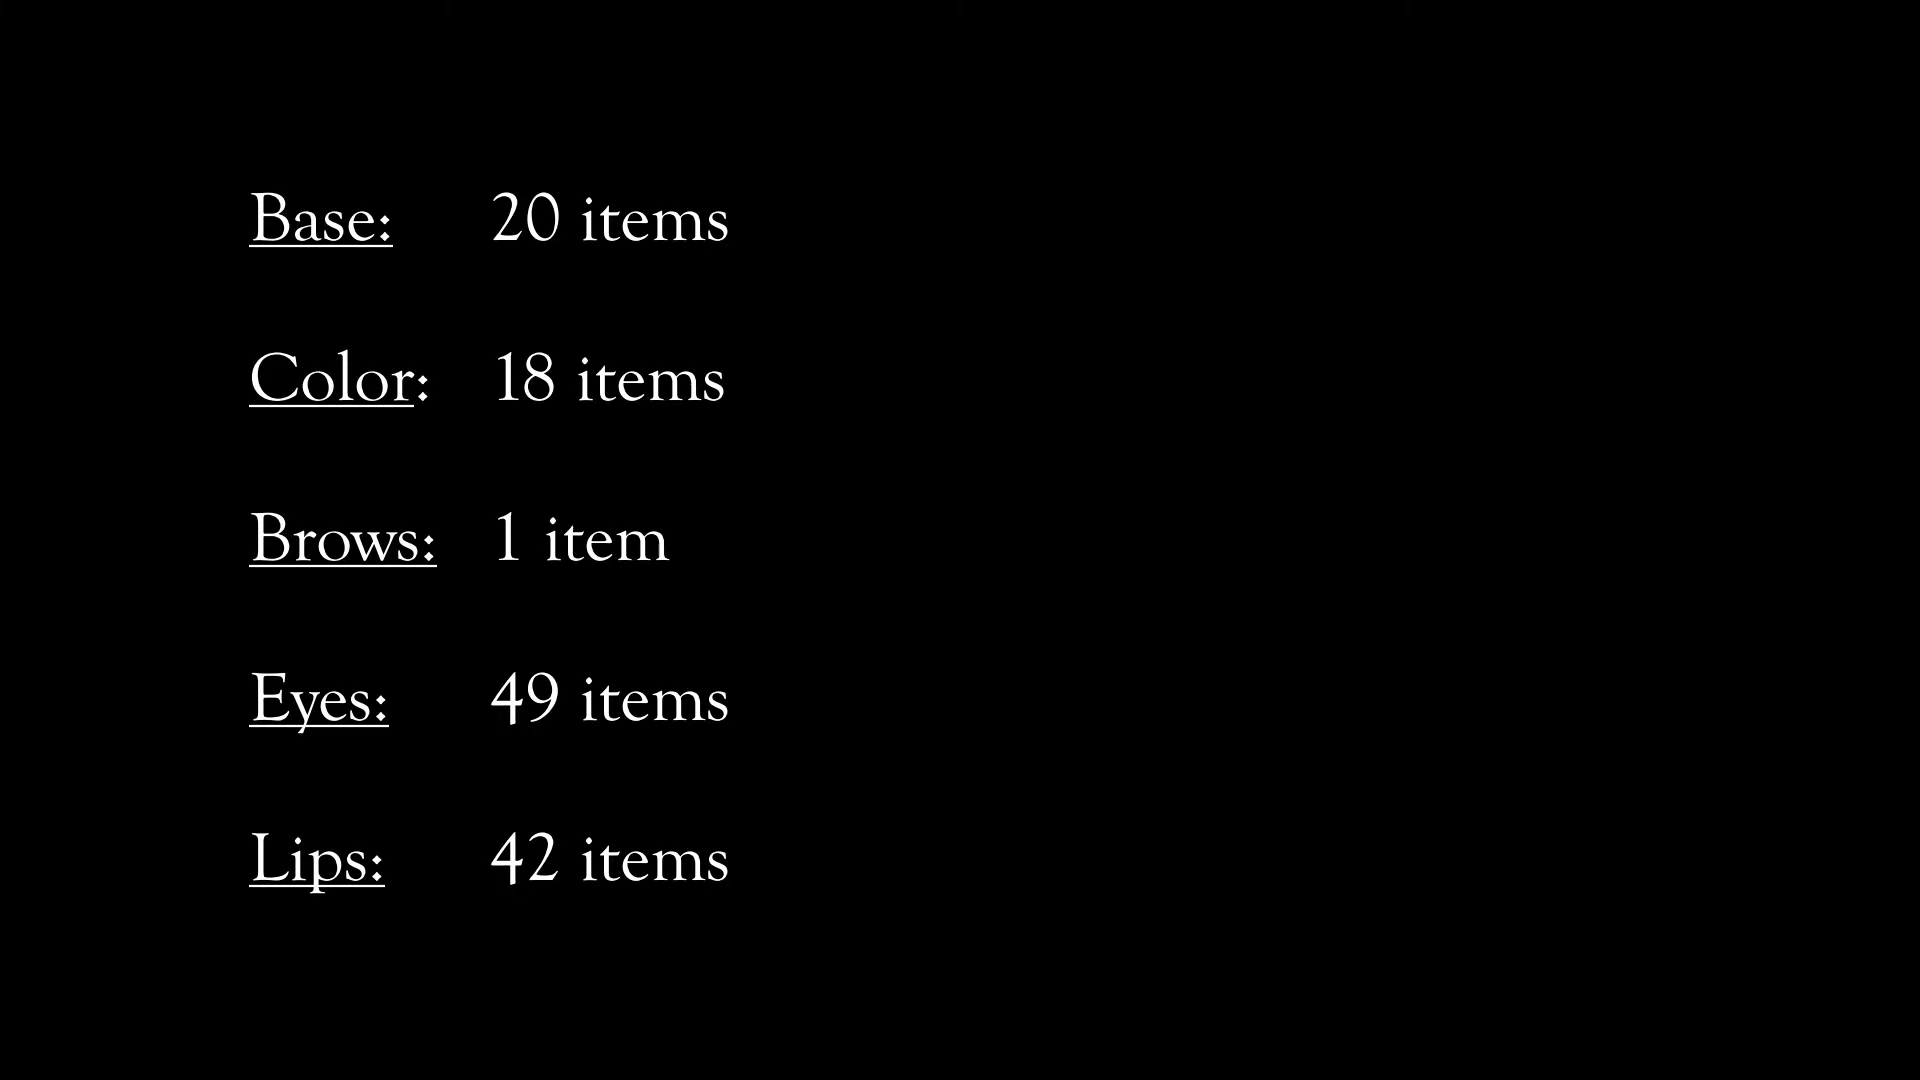 Base: 20 items
Color: 18 items
Brows: 1 item
Eyes: 49 items
Lips: 42 items